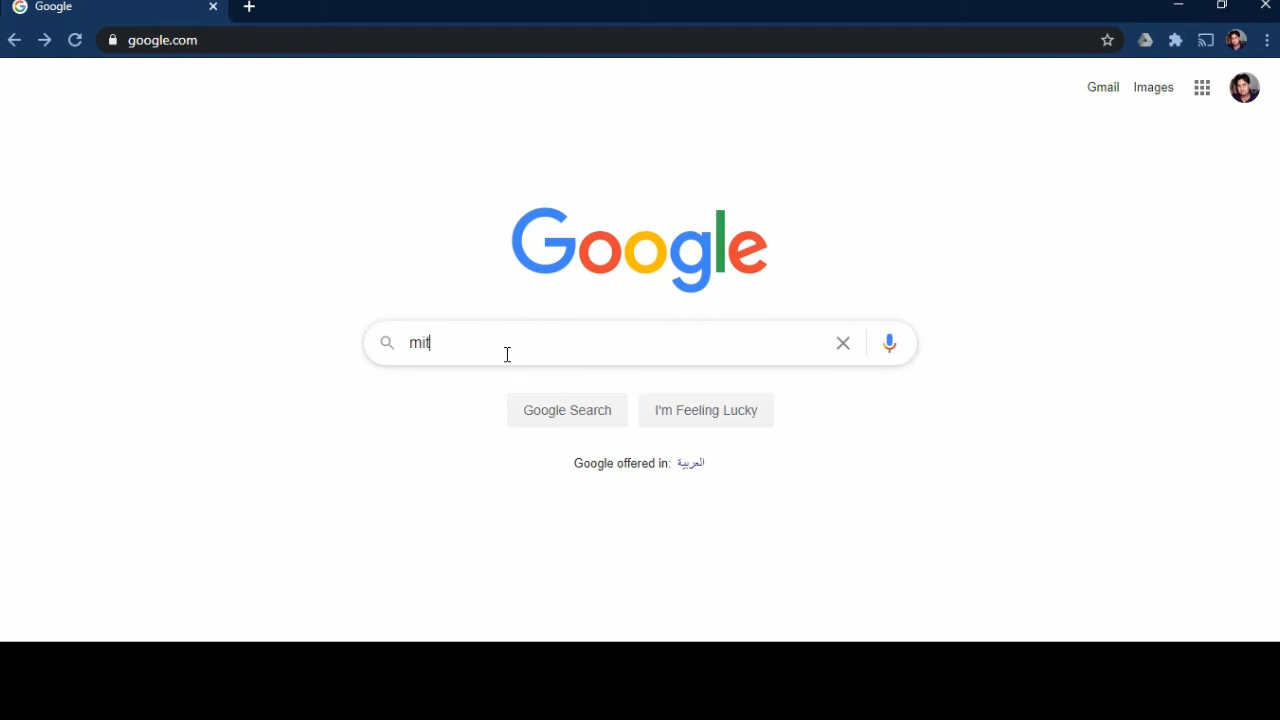 Google
google.com
Gmail Images
Google
mit
Google Search I'm Feeling Lucky
Google offered in: العربية